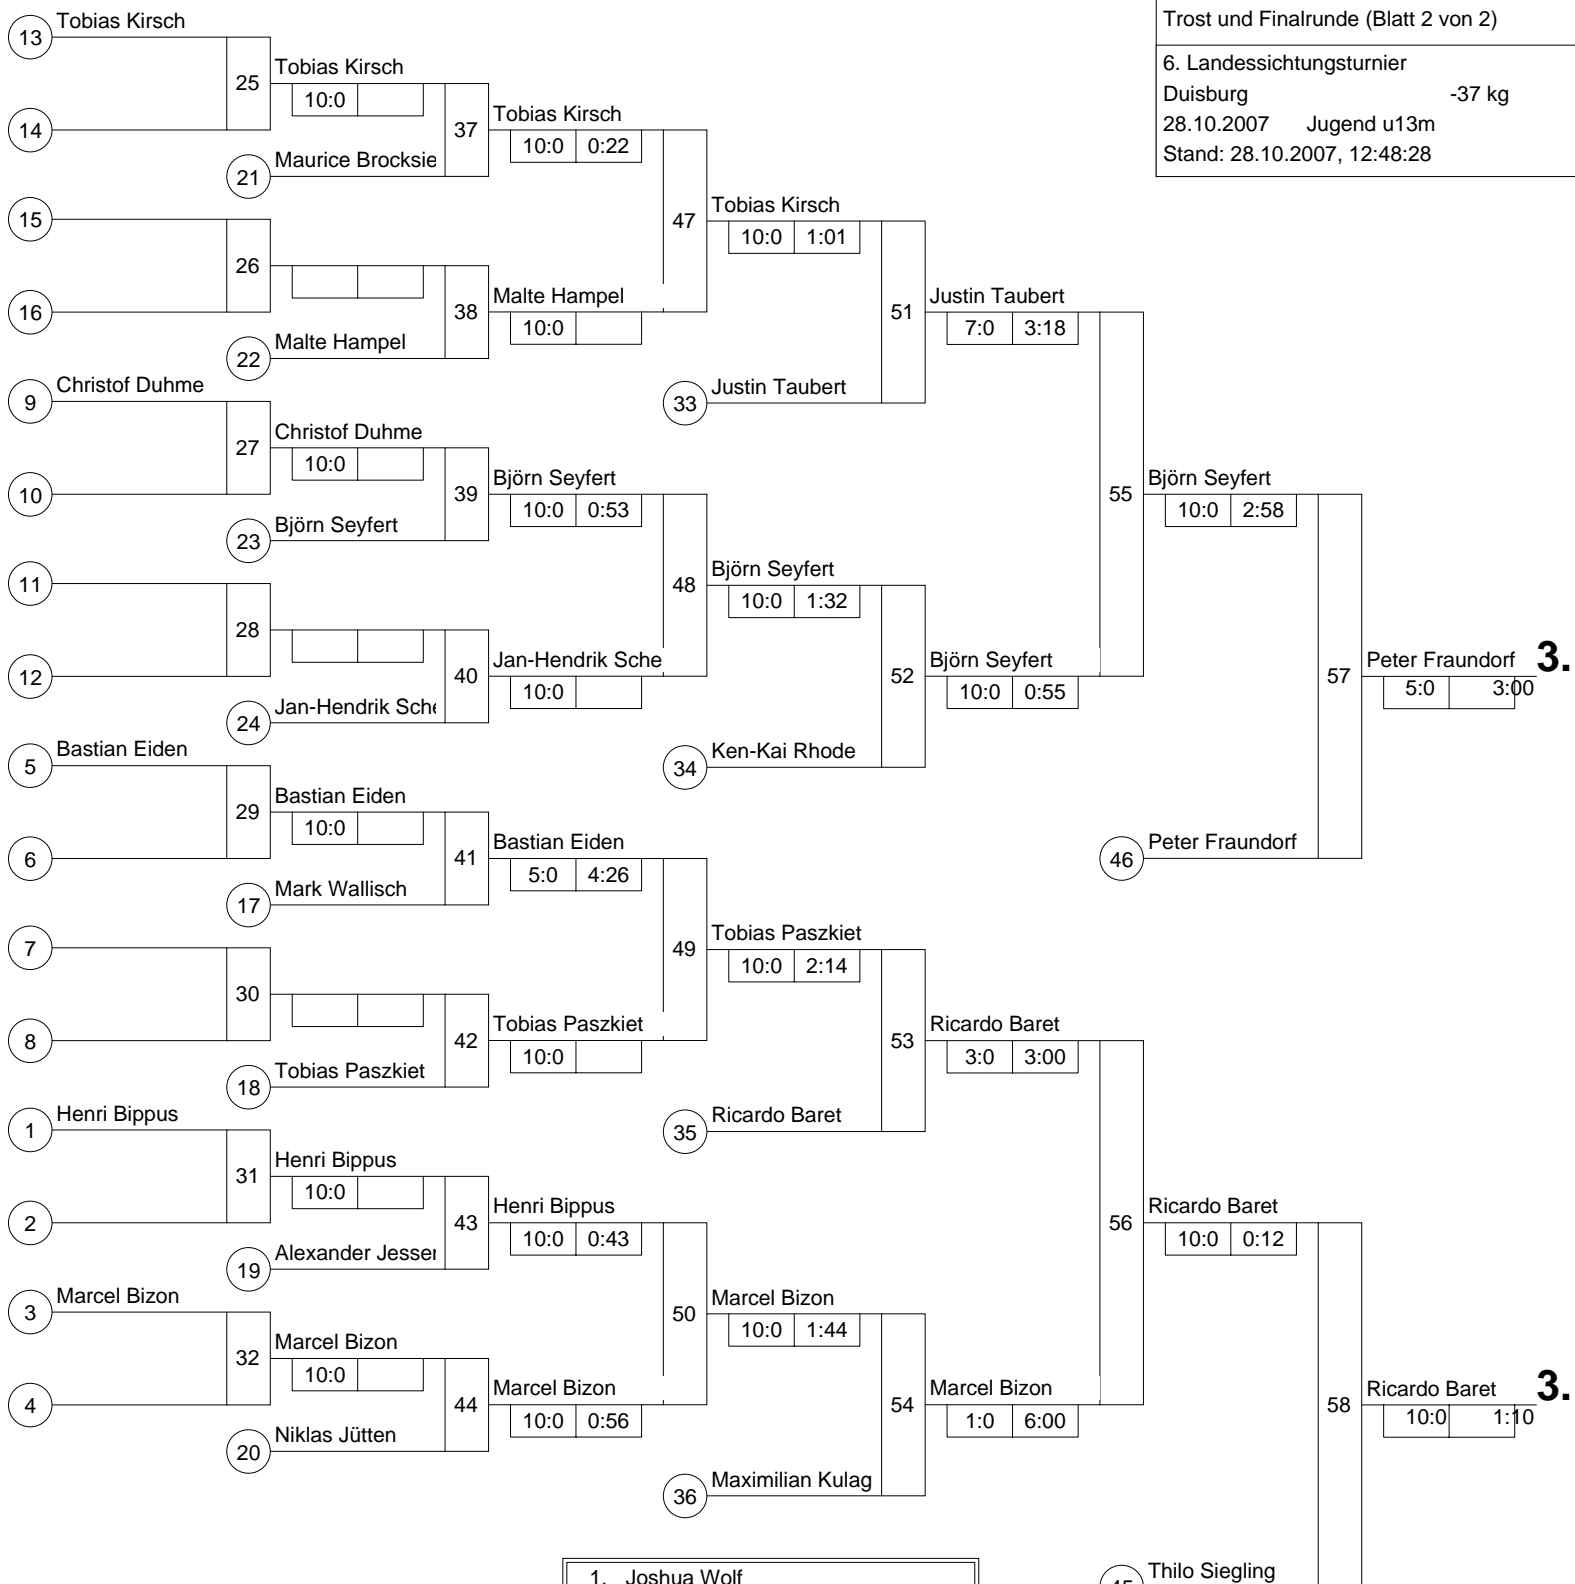 Trost und Finalrunde (Blatt 2 von 2)
6. Landessichtungsturnier
Duisburg -37 kg
28.10.2007 Jugend u13m
Stand: 28.10.2007, 12:48:28
13 Tobias Kirsch
14
25 Tobias Kirsch
10:0
21 Maurice Brocksie
37 Tobias Kirsch
10:0 0:22
15
16
26
22 Malte Hampel
38 Malte Hampel
10:0
47 Tobias Kirsch
10:0 1:01
33 Justin Taubert
51 Justin Taubert
7:0 3:18
9 Christof Duhme
10
27 Christof Duhme
10:0
23 Björn Seyfert
39 Björn Seyfert
10:0 0:53
11
12
28
24 Jan-Hendrik Sche
40 Jan-Hendrik Sche
10:0
48 Björn Seyfert
10:0 1:32
34 Ken-Kai Rhode
52 Björn Seyfert
10:0 0:55
55 Björn Seyfert
10:0 2:58
46 Peter Fraundorf
57 Peter Fraundorf 3.
5:0 3:00
5 Bastian Eiden
6
29 Bastian Eiden
10:0
17 Mark Wallisch
41 Bastian Eiden
5:0 4:26
7
8
30
18 Tobias Paszkiet
42 Tobias Paszkiet
10:0
49 Tobias Paszkiet
10:0 2:14
35 Ricardo Baret
53 Ricardo Baret
3:0 3:00
1 Henri Bippus
2
31 Henri Bippus
10:0
19 Alexander Jesser
43 Henri Bippus
10:0 0:43
3 Marcel Bizon
4
32 Marcel Bizon
10:0
20 Niklas Jütten
44 Marcel Bizon
10:0 0:56
50 Marcel Bizon
10:0 1:44
36 Maximilian Kulag
54 Marcel Bizon
1:0 6:00
56 Ricardo Baret
10:0 0:12
45 Thilo Siegling
58 Ricardo Baret 3.
10:0 1:10
1. Joshua Wolf